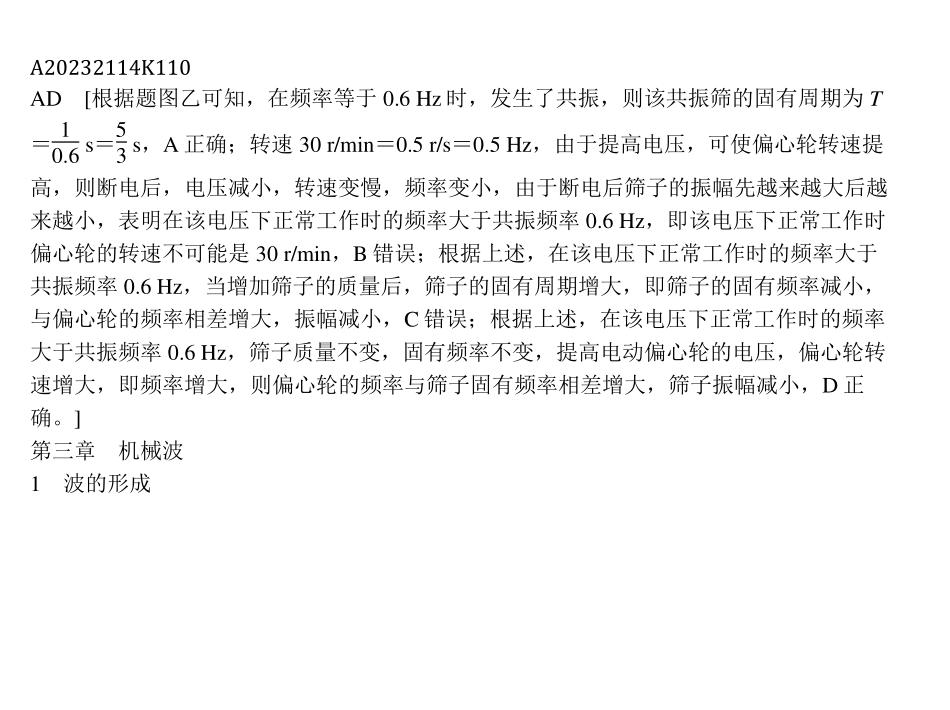 A20232114K110
AD　[根据题图乙可知，在频率等于 0.6 Hz 时，发生了共振，则该共振筛的固有周期为 T
＝1/0.6 s＝5/3 s，A 正确；转速 30 r/min＝0.5 r/s＝0.5 Hz，由于提高电压，可使偏心轮转速提
高，则断电后，电压减小，转速变慢，频率变小，由于断电后筛子的振幅先越来越大后越
来越小，表明在该电压下正常工作时的频率大于共振频率 0.6 Hz，即该电压下正常工作时
偏心轮的转速不可能是 30 r/min，B 错误；根据上述，在该电压下正常工作时的频率大于
共振频率 0.6 Hz，当增加筛子的质量后，筛子的固有周期增大，即筛子的固有频率减小，
与偏心轮的频率相差增大，振幅减小，C 错误；根据上述，在该电压下正常工作时的频率
大于共振频率 0.6 Hz，筛子质量不变，固有频率不变，提高电动偏心轮的电压，偏心轮转
速增大，即频率增大，则偏心轮的频率与筛子固有频率相差增大，筛子振幅减小，D 正
确。]
第三章　机械波
1　波的形成